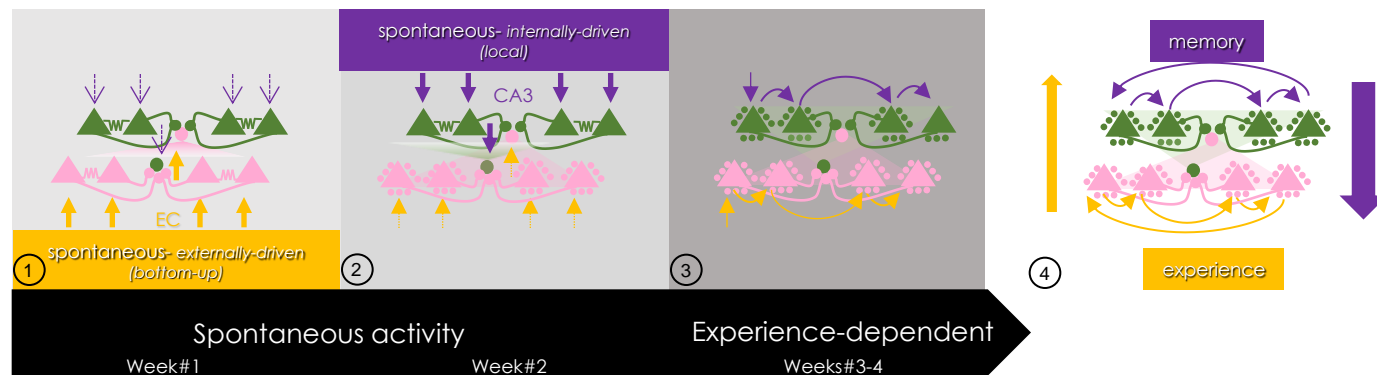 spontaneous- internally-driven
(local)
memory
CA3
EC
spontaneous- externally-driven
(bottom-up)
experience
1
2
3
4
Spontaneous activity
Experience-dependent
Week#1
Week#2
Weeks#3-4